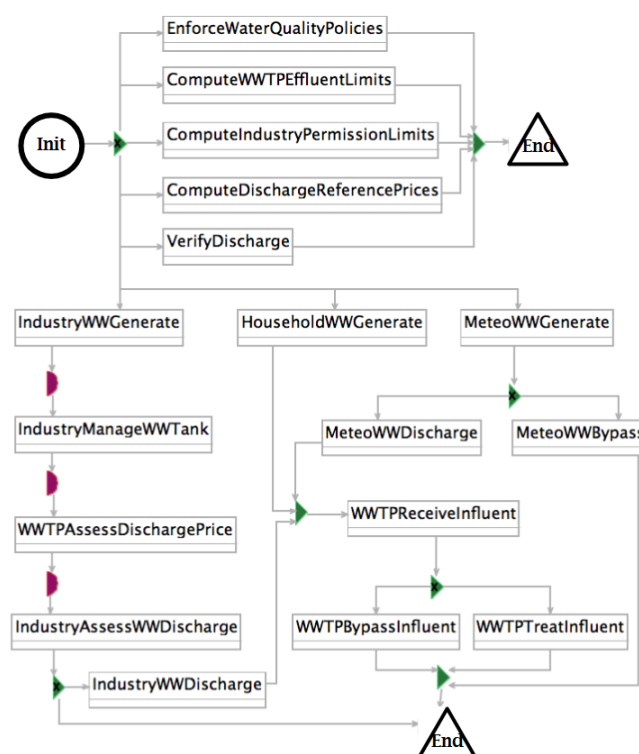 EnforceWaterQualityPolicies
ComputeWWTPEffluentLimits
Init
x
ComputeIndustryPermissionLimits
End
ComputeDischargeReferencePrices
VerifyDischarge
IndustryWWGenerate
HouseholdWWGenerate
MeteoWWGenerate
x
IndustryManageWWTank
MeteoWWDischarge
MeteoWWBypass
WWTPAssessDischargePrice
WWTPReceiveInfluent
x
IndustryAssessWWDischarge
WWTPBypassInfluent
WWTPTreatInfluent
x
IndustryWWDischarge
End